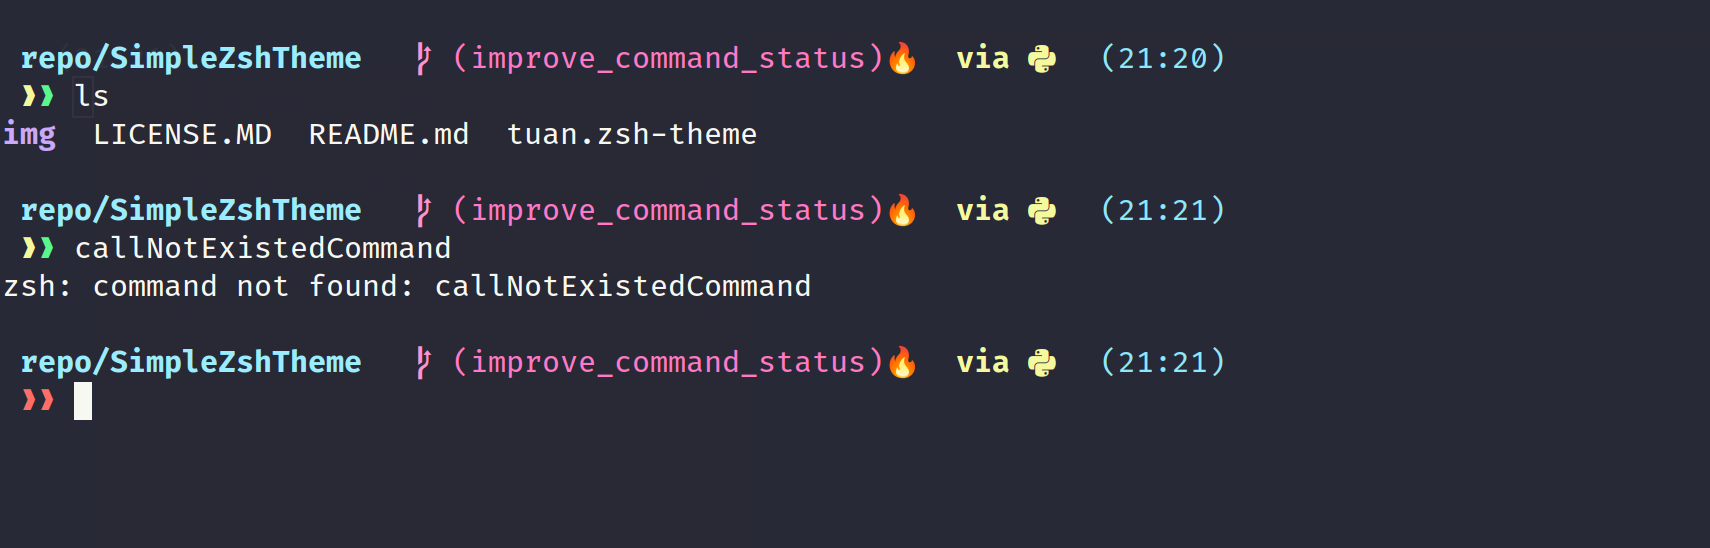 repo/SimpleZshTheme (improve_command_status)🔥 via (21:20)
❱❱ ls
img LICENSE.MD README.md tuan.zsh-theme
repo/SimpleZshTheme (improve_command_status)🔥 via (21:21)
❱❱ callNotExistedCommand
zsh: command not found: callNotExistedCommand
repo/SimpleZshTheme (improve_command_status)🔥 via (21:21)
❱❱